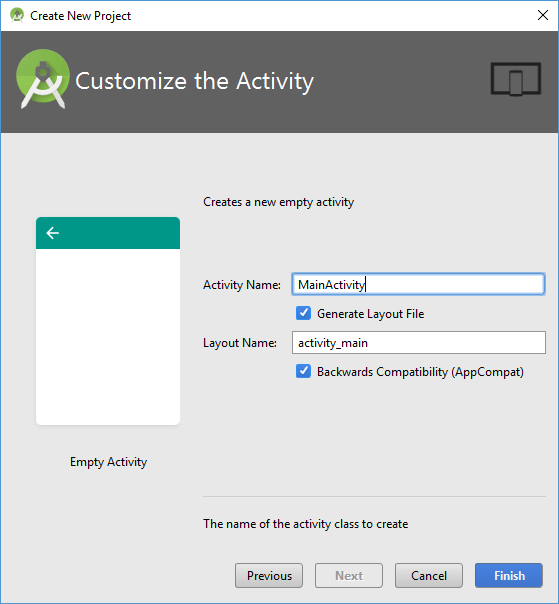 Create New Project
Customize the Activity
Creates a new empty activity
Activity Name: MainActivity
Generate Layout File
Layout Name: activity_main
Backwards Compatibility (AppCompat)
Empty Activity
The name of the activity class to create
Previous Next Cancel Finish